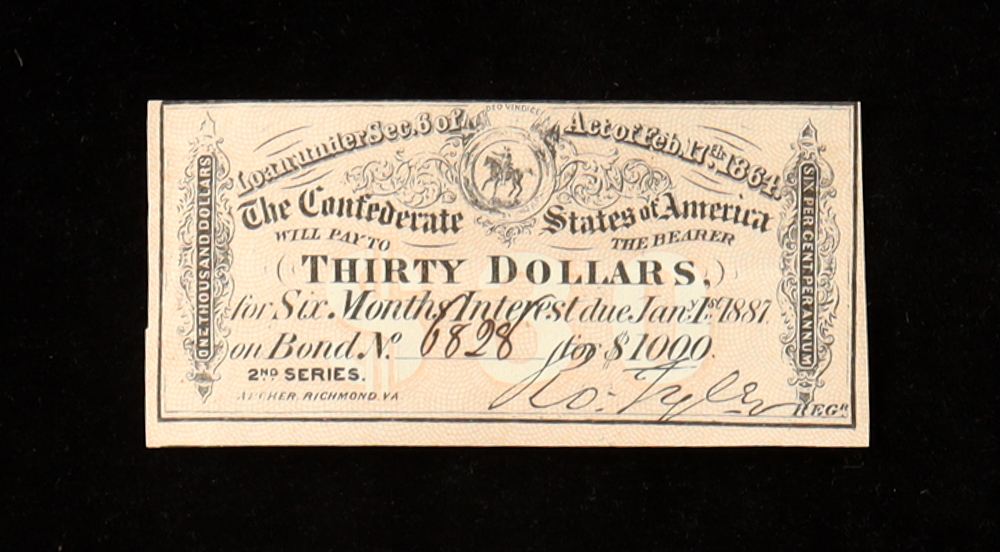 DEO VINDICE
Loan under Sec. 6 of Act of Feb. 17th 1864.
The Confederate States of America
WILL PAY TO THE BEARER
THIRTY DOLLARS,
for Six Months Interest due Jany. 1st 1887
on Bond No. 6828 for $1000.
2ND SERIES.
ARCHER, RICHMOND, VA
Ro: Tyler REGR
ONE THOUSAND DOLLARS
SIX PER CENT. PER ANNUM
$30